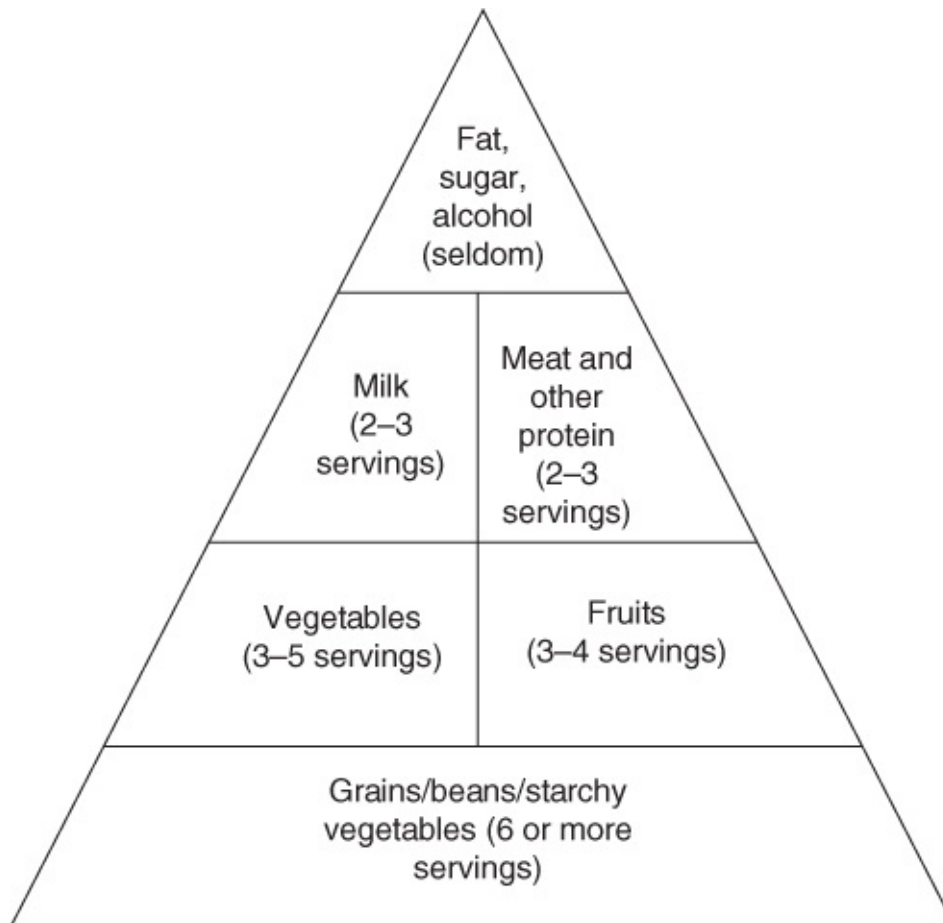 Fat,
sugar,
alcohol
(seldom)
Milk
(2–3
servings)
Meat and
other
protein
(2–3
servings)
Vegetables
(3–5 servings)
Fruits
(3–4 servings)
Grains/beans/starchy
vegetables (6 or more
servings)